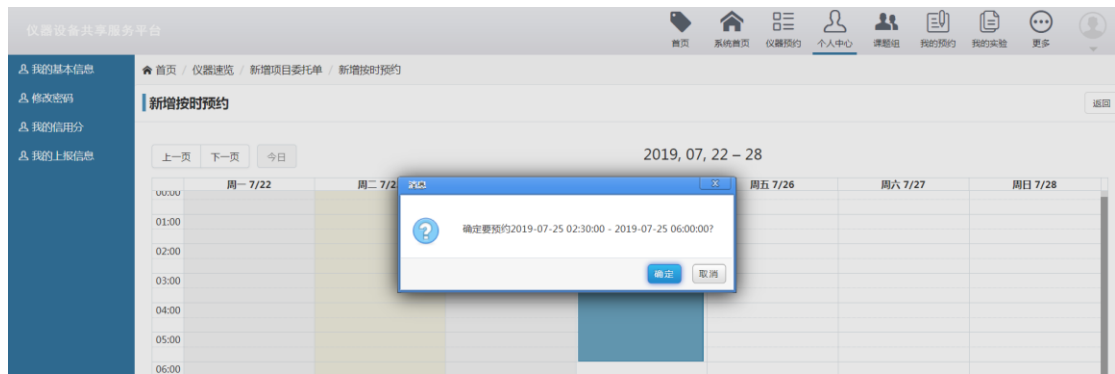 仪器设备共享服务平台
首页 系统首页 仪器预约 个人中心 课题组 我的预约 我的实验 更多
我的基本信息
修改密码
我的信用分
我的上报信息
首页 / 仪器速览 / 新增项目委托单 / 新增按时预约
新增按时预约
返回
上一页 下一页 今日
2019, 07, 22 – 28
周一 7/22 周二 7/2 周五 7/26 周六 7/27 周日 7/28
消息
确定要预约2019-07-25 02:30:00 - 2019-07-25 06:00:00?
确定 取消
00:00
01:00
02:00
03:00
04:00
05:00
06:00